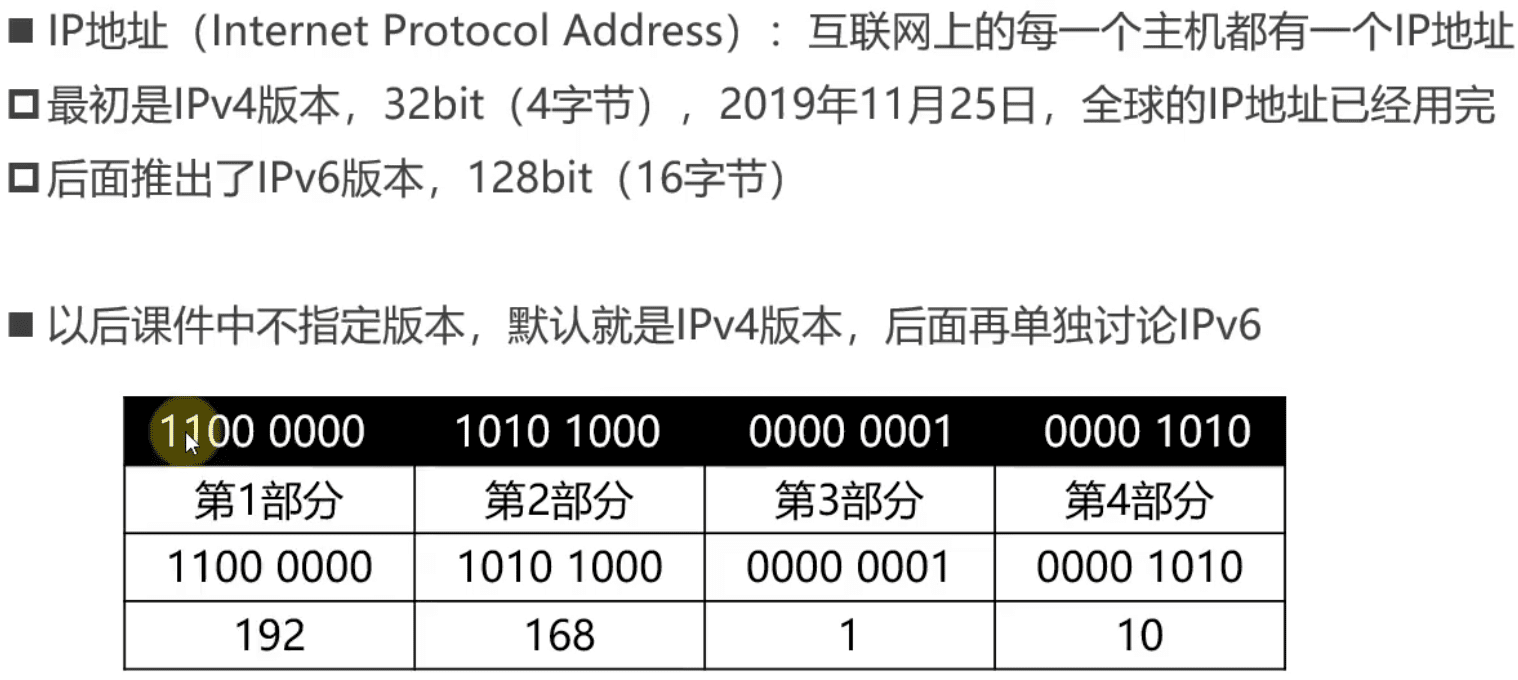 ■ IP地址（Internet Protocol Address）：互联网上的每一个主机都有一个IP地址
最初是IPv4版本，32bit（4字节），2019年11月25日，全球的IP地址已经用完
后面推出了IPv6版本，128bit（16字节）
■ 以后课件中不指定版本，默认就是IPv4版本，后面再单独讨论IPv6
1100 0000 1010 1000 0000 0001 0000 1010
第1部分 第2部分 第3部分 第4部分
1100 0000 1010 1000 0000 0001 0000 1010
192 168 1 10